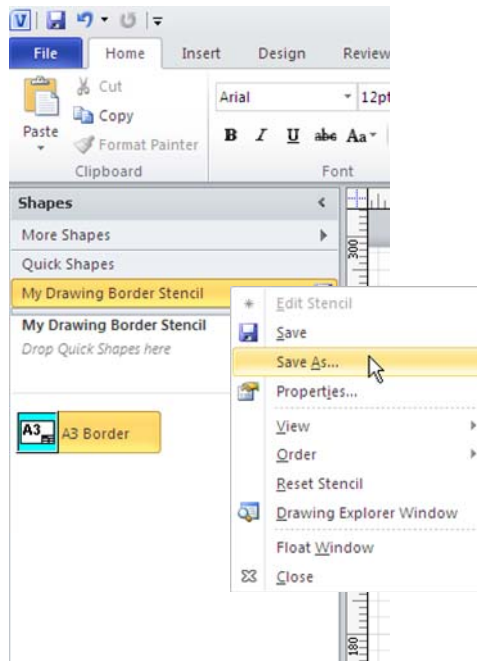 V
File Home Insert Design Review
Cut
Copy
Format Painter
Paste
Clipboard
Arial 12pt
B I U abc Aa
Font
Shapes
More Shapes
Quick Shapes
My Drawing Border Stencil
My Drawing Border Stencil
Drop Quick Shapes here
A3 A3 Border
Edit Stencil
Save
Save As...
Properties...
View
Order
Reset Stencil
Drawing Explorer Window
Float Window
Close
300
180